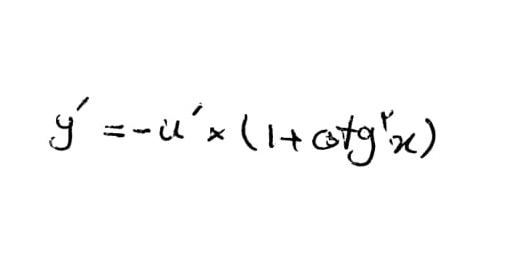 y′ = -u′ × (1+cotg²x)